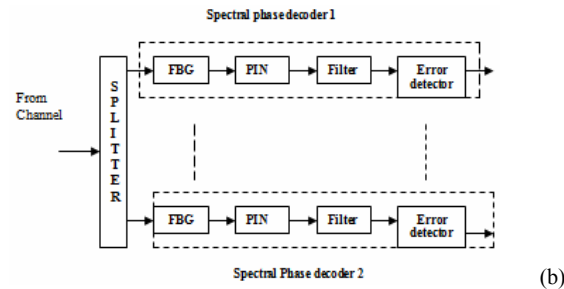 Spectral phase decoder 1
FBG PIN Filter Error detector
From Channel
SPLITTER
FBG PIN Filter Error detector
Spectral Phase decoder 2
(b)